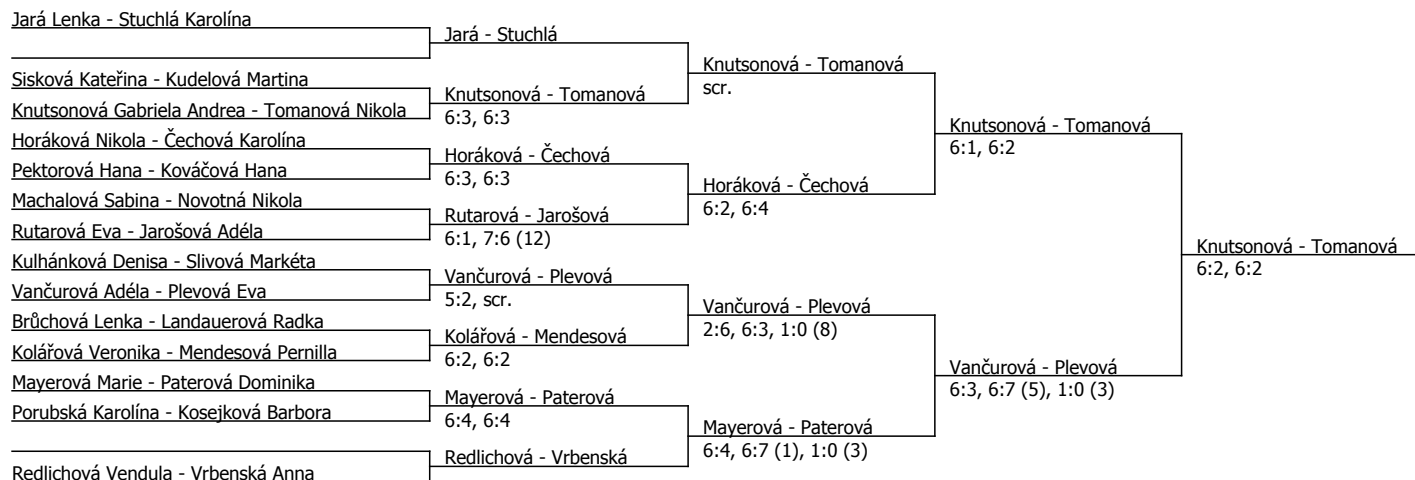 Jará Lenka - Stuchlá Karolína
Jará - Stuchlá
Knutsonová - Tomanová
scr.
Sisková Kateřina - Kudelová Martina
Knutsonová - Tomanová
6:3, 6:3
Knutsonová Gabriela Andrea - Tomanová Nikola
Knutsonová - Tomanová
6:1, 6:2
Horáková Nikola - Čechová Karolína
Horáková - Čechová
6:3, 6:3
Pektorová Hana - Kováčová Hana
Horáková - Čechová
6:2, 6:4
Machalová Sabina - Novotná Nikola
Rutarová - Jarošová
6:1, 7:6 (12)
Rutarová Eva - Jarošová Adéla
Knutsonová - Tomanová
6:2, 6:2
Kulhánková Denisa - Slivová Markéta
Vančurová - Plevová
5:2, scr.
Vančurová Adéla - Plevová Eva
Vančurová - Plevová
2:6, 6:3, 1:0 (8)
Brůchová Lenka - Landauerová Radka
Kolářová - Mendesová
6:2, 6:2
Kolářová Veronika - Mendesová Pernilla
Vančurová - Plevová
6:3, 6:7 (5), 1:0 (3)
Mayerová Marie - Paterová Dominika
Mayerová - Paterová
6:4, 6:4
Porubská Karolína - Kosejková Barbora
Mayerová - Paterová
6:4, 6:7 (1), 1:0 (3)
Redlichová - Vrbenská
Redlichová Vendula - Vrbenská Anna